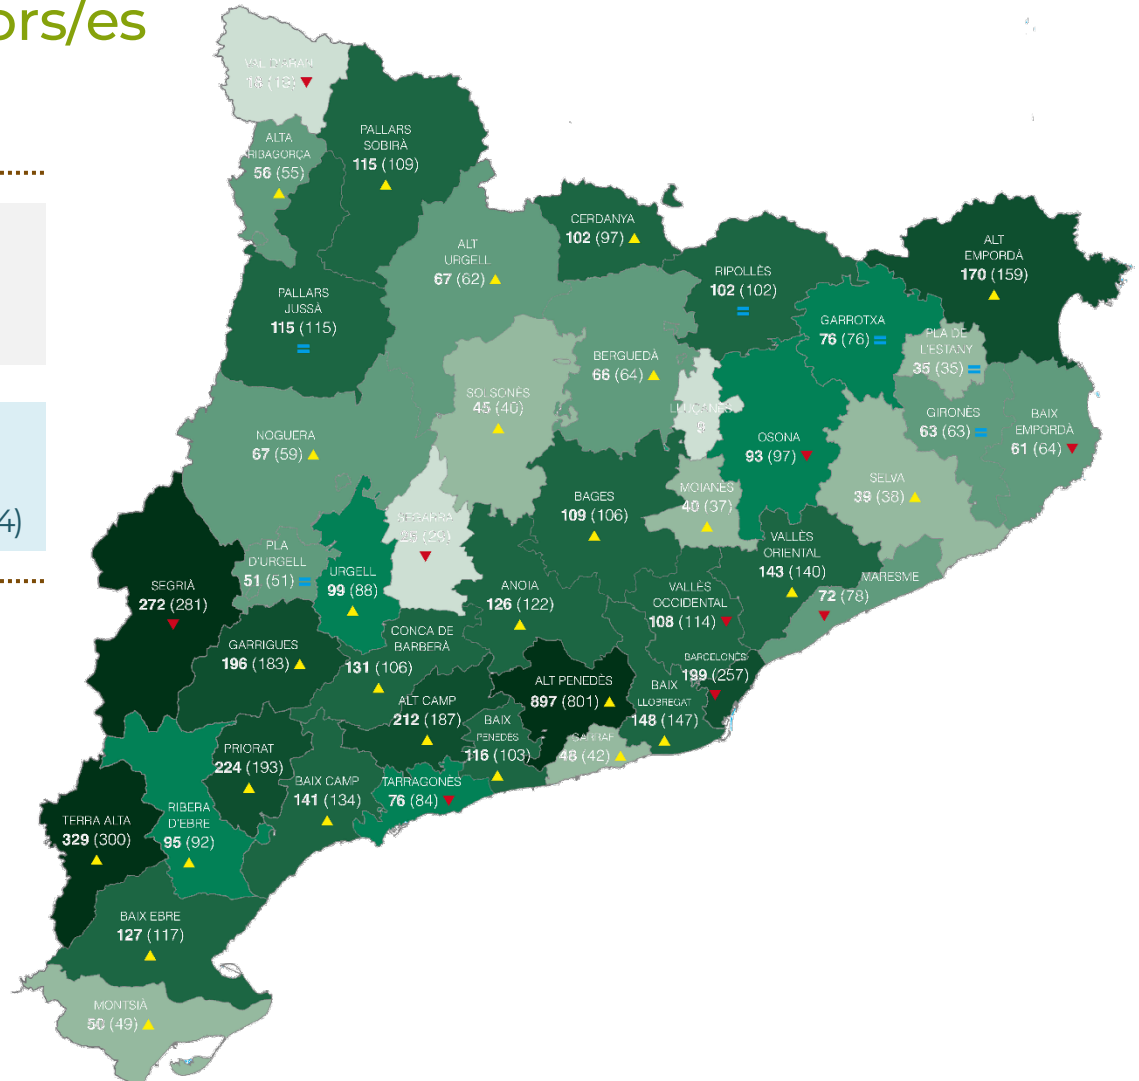 ors/es
4)
VAL D'ARAN
ALTA
RIBAGORÇA
56 (55)
PALLARS
SOBIRÀ
115 (109)
CERDANYA
102 (97)
ALT
URGELL
67 (62)
RIPOLLÈS
102 (102)
ALT
EMPORDÀ
170 (159)
PALLARS
JUSSÀ
115 (115)
GARROTXA
76 (76)
PLA DE
L'ESTANY
35 (35)
BERGUEDÀ
66 (64)
SOLSONÈS
45 (40)
LLUÇANÈS
GIRONÈS
63 (63)
BAIX
EMPORDÀ
61 (64)
NOGUERA
67 (59)
OSONA
93 (97)
SELVA
39 (38)
BAGES
109 (106)
MOIANÈS
40 (37)
SEGARRA
VALLÈS
ORIENTAL
143 (140)
PLA
D'URGELL
51 (51)
URGELL
99 (88)
SEGRIÀ
272 (281)
ANOIA
126 (122)
VALLÈS
OCCIDENTAL
108 (114)
MARESME
72 (78)
GARRIGUES
196 (183)
CONCA DE
BARBERÀ
131 (106)
BARCELONÈS
199 (257)
ALT PENEDÈS
897 (801)
BAIX
LLOBREGAT
148 (147)
ALT CAMP
212 (187)
BAIX
PENEDÈS
116 (103)
GARRAF
48 (42)
PRIORAT
224 (193)
BAIX CAMP
141 (134)
TARRAGONÈS
76 (84)
TERRA ALTA
329 (300)
RIBERA
D'EBRE
95 (92)
BAIX EBRE
127 (117)
MONTSIÀ
50 (49)